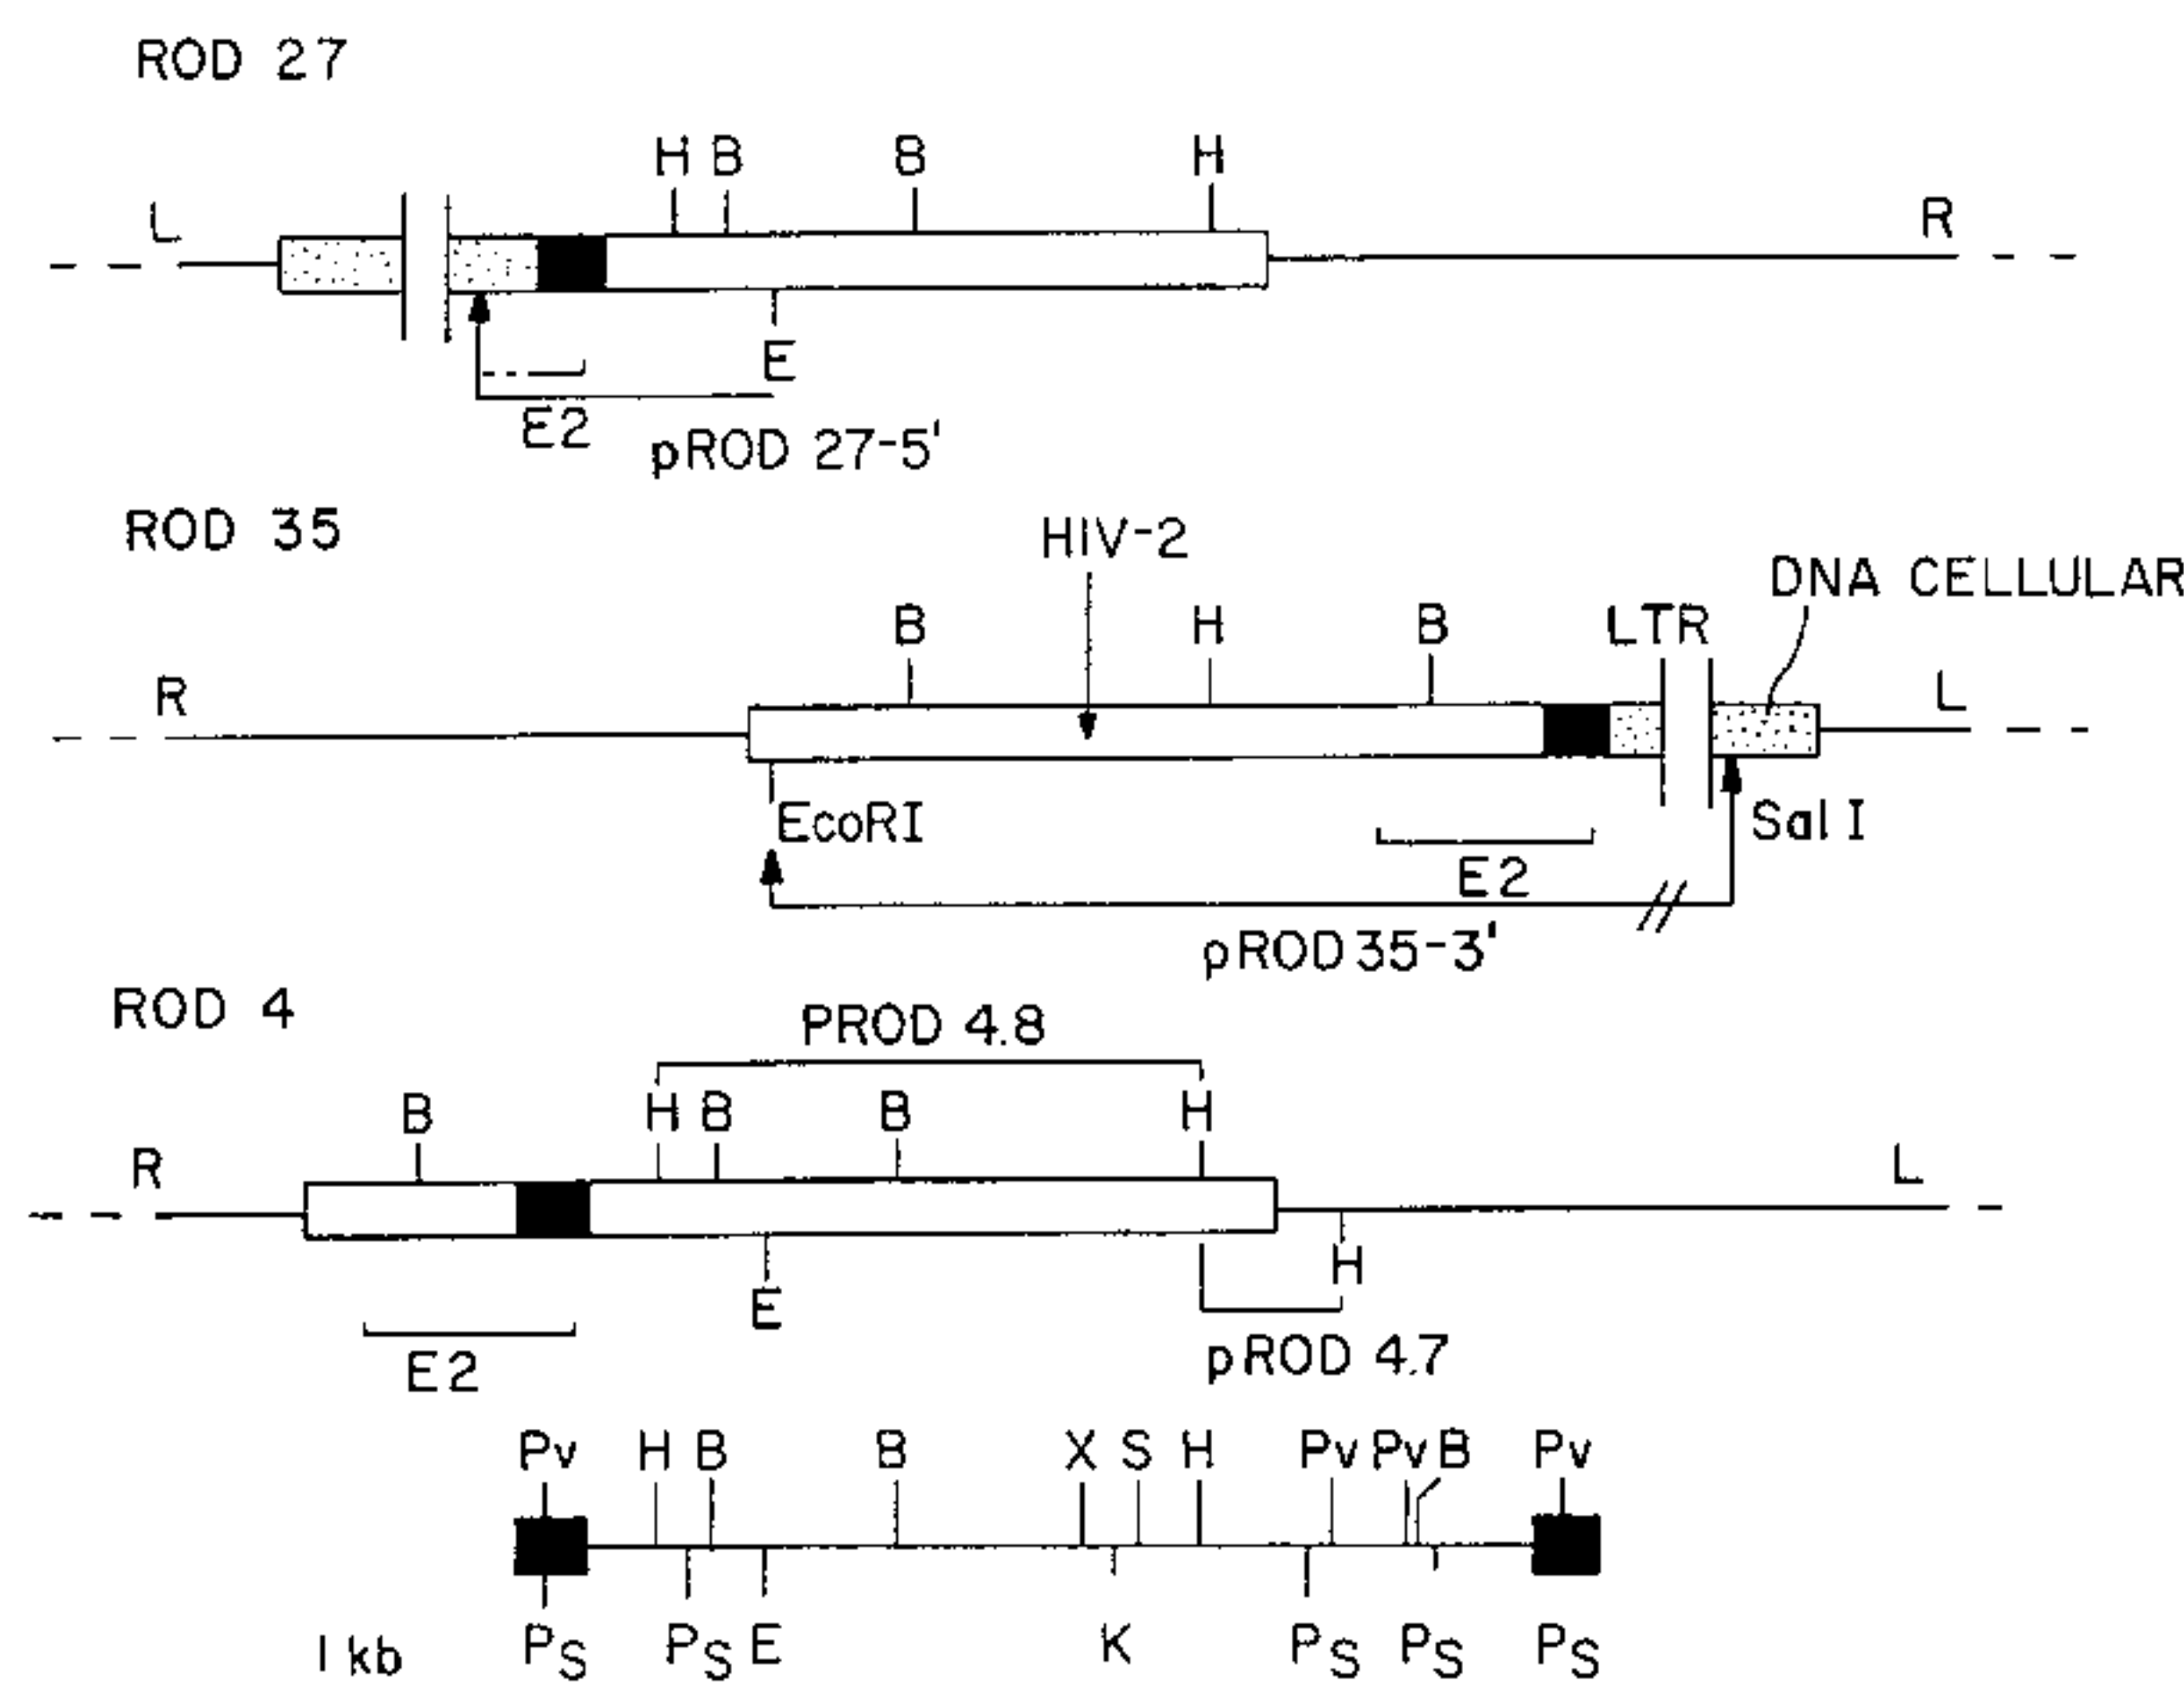 ROD 27
H B B H
L R
E
E2
pROD 27-5'
ROD 35
HIV-2
DNA CELLULAR
B H B LTR
R L
EcoRI
Sal I
E2
pROD 35-3'
ROD 4
PROD 4.8
B H B B H
R L
H
E
E2
pROD 4.7
Pv H B B X S H Pv Pv B Pv
1 kb PS PS E K PS PS PS